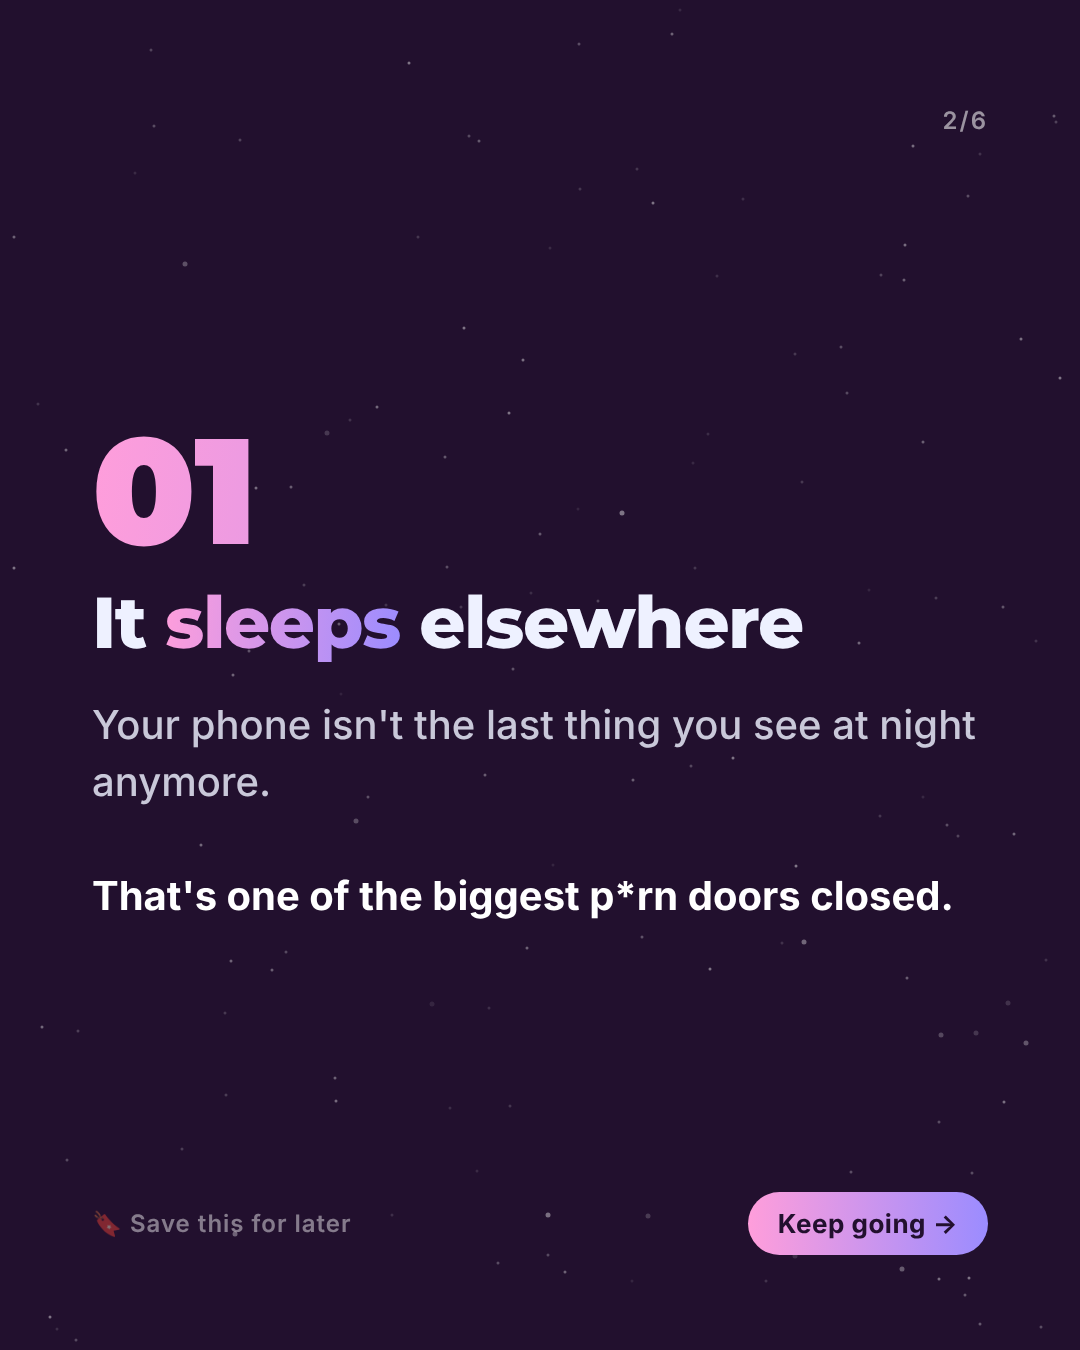 2/6
01
It sleeps elsewhere
Your phone isn't the last thing you see at night
anymore.
That's one of the biggest p*rn doors closed.
🔖 Save this for later
Keep going →